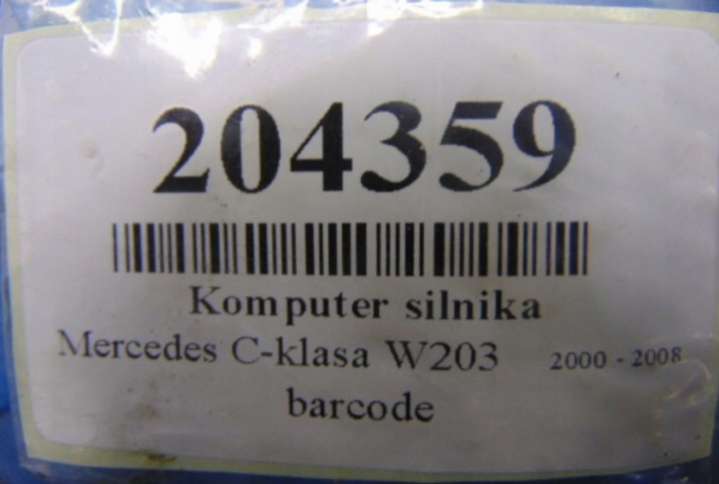 204359
Komputer silnika
Mercedes C-klasa W203 2000 - 2008
barcode